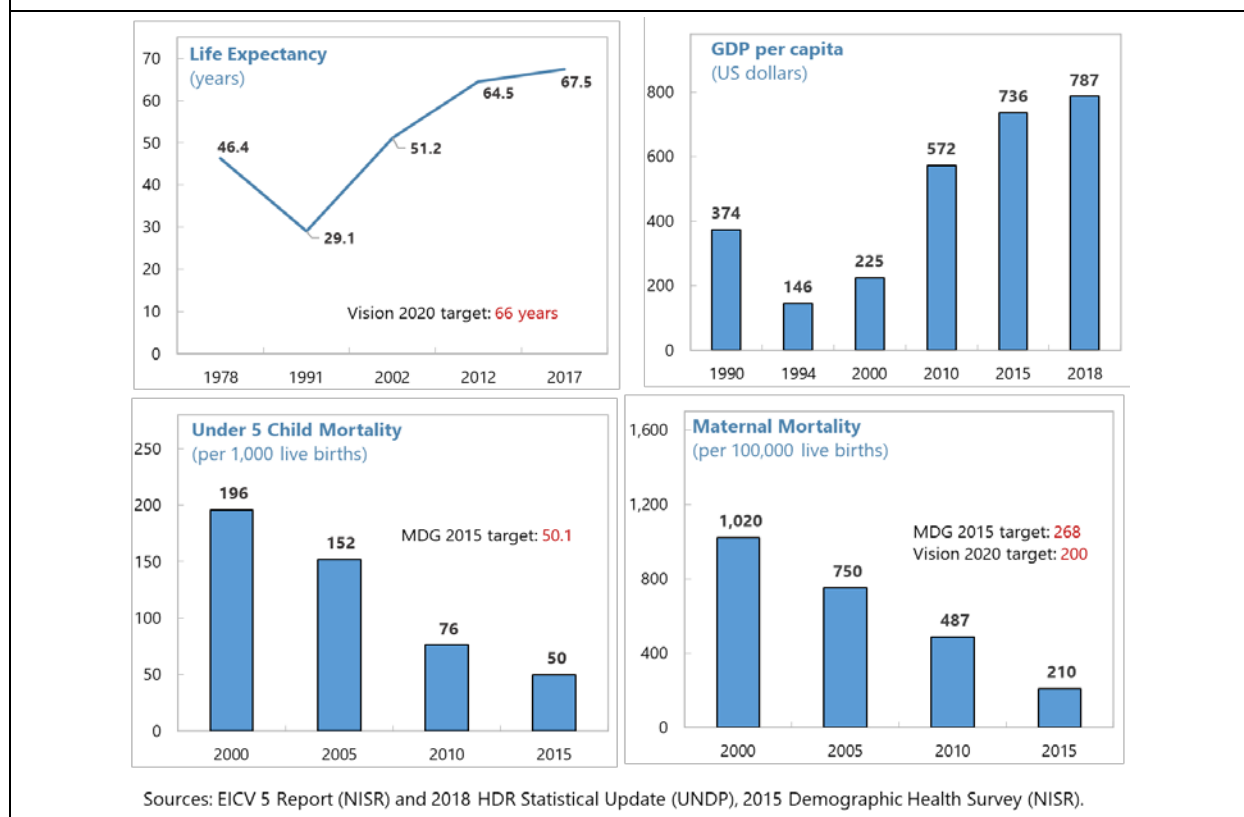 Life Expectancy
(years)
70
60
50
40
30
20
10
0
46.4
29.1
51.2
64.5
67.5
Vision 2020 target: 66 years
1978 1991 2002 2012 2017
GDP per capita
(US dollars)
800
600
400
200
0
374
146
225
572
736
787
1990 1994 2000 2010 2015 2018
Under 5 Child Mortality
(per 1,000 live births)
250
200
150
100
50
0
196
152
76
50
MDG 2015 target: 50.1
2000 2005 2010 2015
Maternal Mortality
(per 100,000 live births)
1,600
1,200
800
400
0
1,020
750
487
210
MDG 2015 target: 268
Vision 2020 target: 200
2000 2005 2010 2015
Sources: EICV 5 Report (NISR) and 2018 HDR Statistical Update (UNDP), 2015 Demographic Health Survey (NISR).